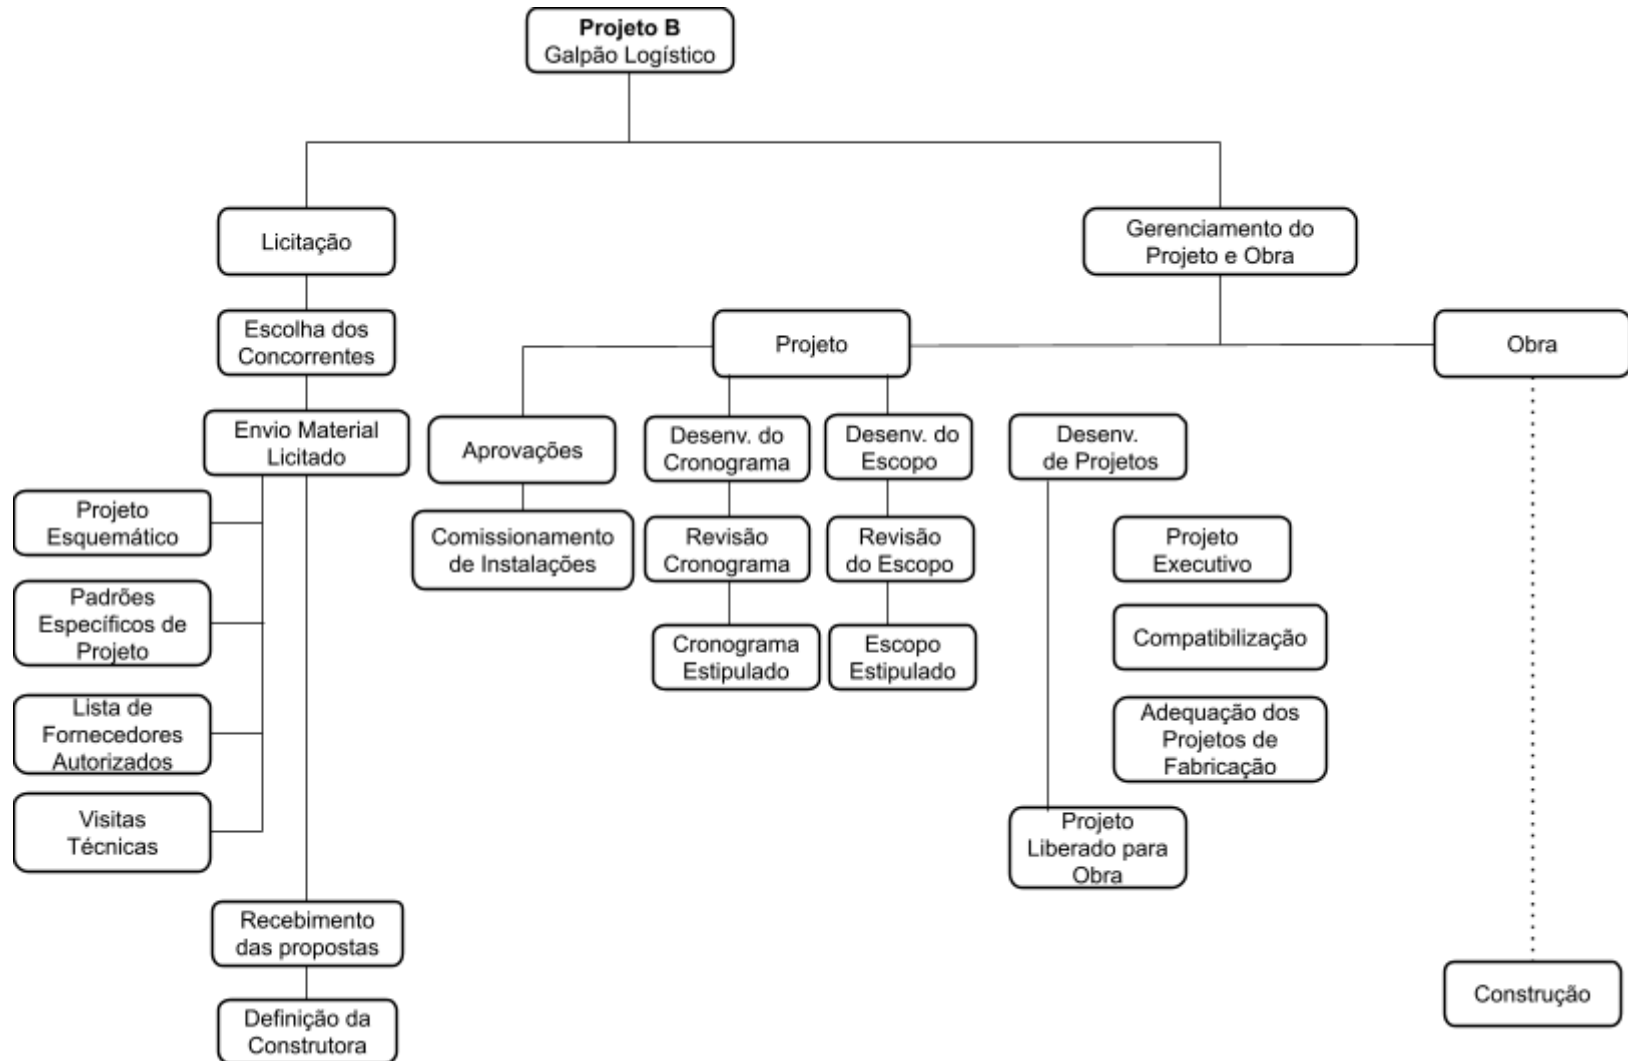 Projeto B
Galpão Logístico
Licitação
Gerenciamento do
Projeto e Obra
Escolha dos
Concorrentes
Projeto
Obra
Envio Material
Licitado
Aprovações
Desenv. do
Cronograma
Desenv. do
Escopo
Desenv.
de Projetos
Projeto
Esquemático
Comissionamento
de Instalações
Revisão
Cronograma
Revisão
do Escopo
Projeto
Executivo
Padrões
Específicos de
Projeto
Cronograma
Estipulado
Escopo
Estipulado
Compatibilização
Lista de
Fornecedores
Autorizados
Adequação dos
Projetos de
Fabricação
Visitas
Técnicas
Projeto
Liberado para
Obra
Recebimento
das propostas
Construção
Definição da
Construtora